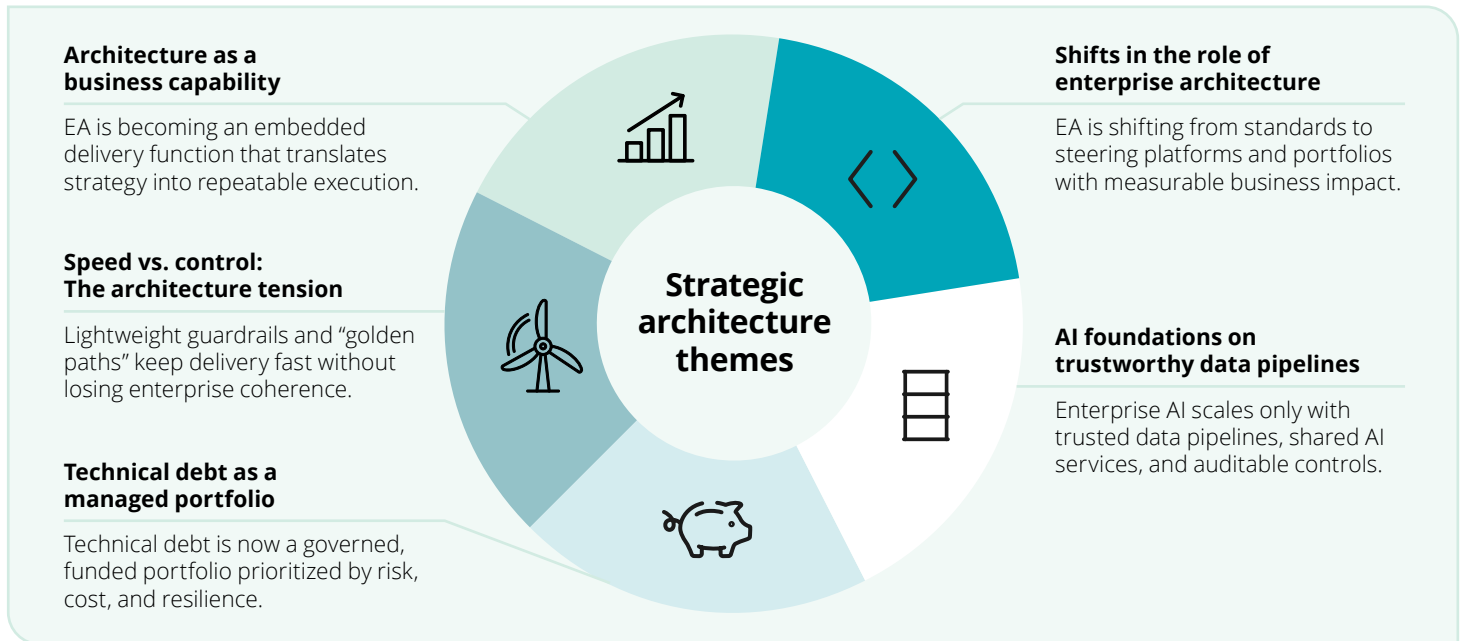 Architecture as a
business capability
EA is becoming an embedded
delivery function that translates
strategy into repeatable execution.
Speed vs. control:
The architecture tension
Lightweight guardrails and “golden
paths” keep delivery fast without
losing enterprise coherence.
Technical debt as a
managed portfolio
Technical debt is now a governed,
funded portfolio prioritized by risk,
cost, and resilience.
Strategic
architecture
themes
Shifts in the role of
enterprise architecture
EA is shifting from standards to
steering platforms and portfolios
with measurable business impact.
AI foundations on
trustworthy data pipelines
Enterprise AI scales only with
trusted data pipelines, shared AI
services, and auditable controls.